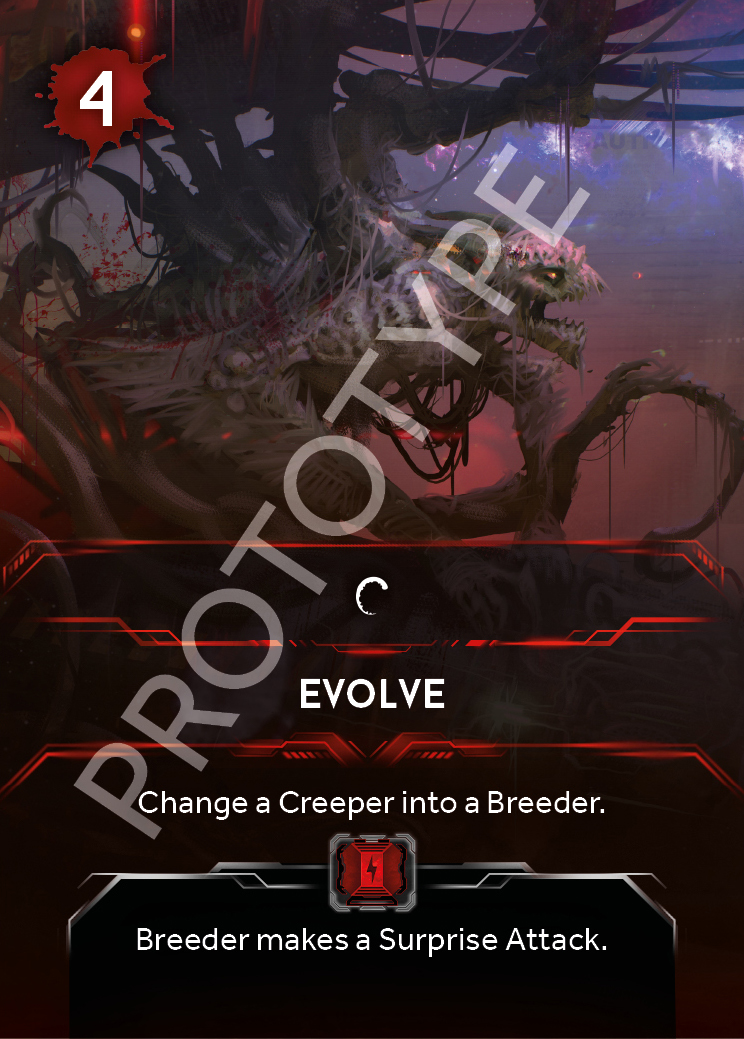 4
PROTOTYPE
EVOLVE
Change a Creeper into a Breeder.
Breeder makes a Surprise Attack.